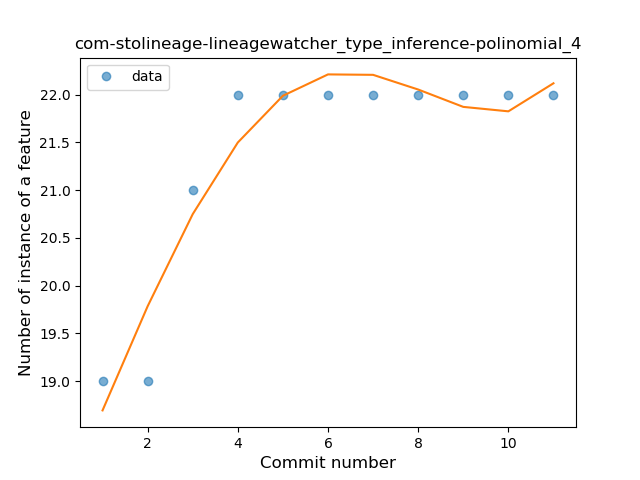 com-stolineage-lineagewatcher_type_inference-polinomial_4
data
Number of instance of a feature
22.0
21.5
21.0
20.5
20.0
19.5
19.0
2 4 6 8 10
Commit number